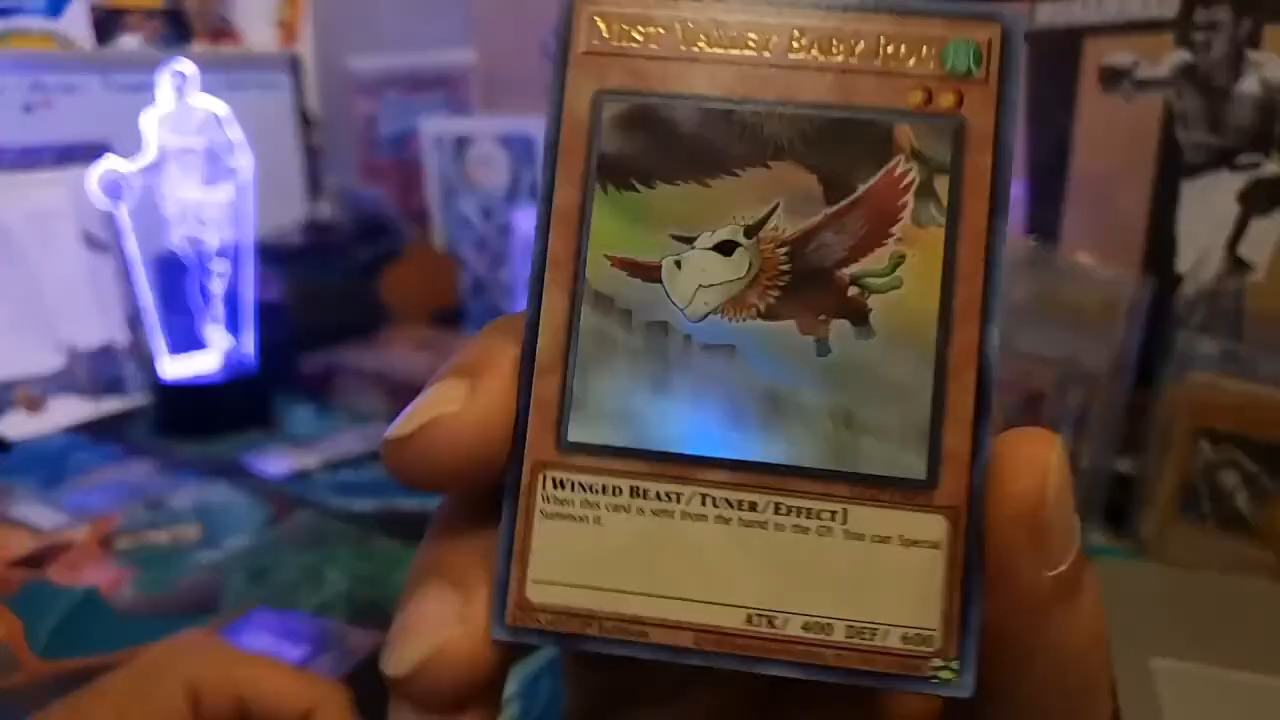 Mist Valley Baby Roc
[Winged Beast/Tuner/Effect]
When this card is sent from the hand to the GY: You can Special
Summon it.
ATK/ 400 DEF/ 600
Edition